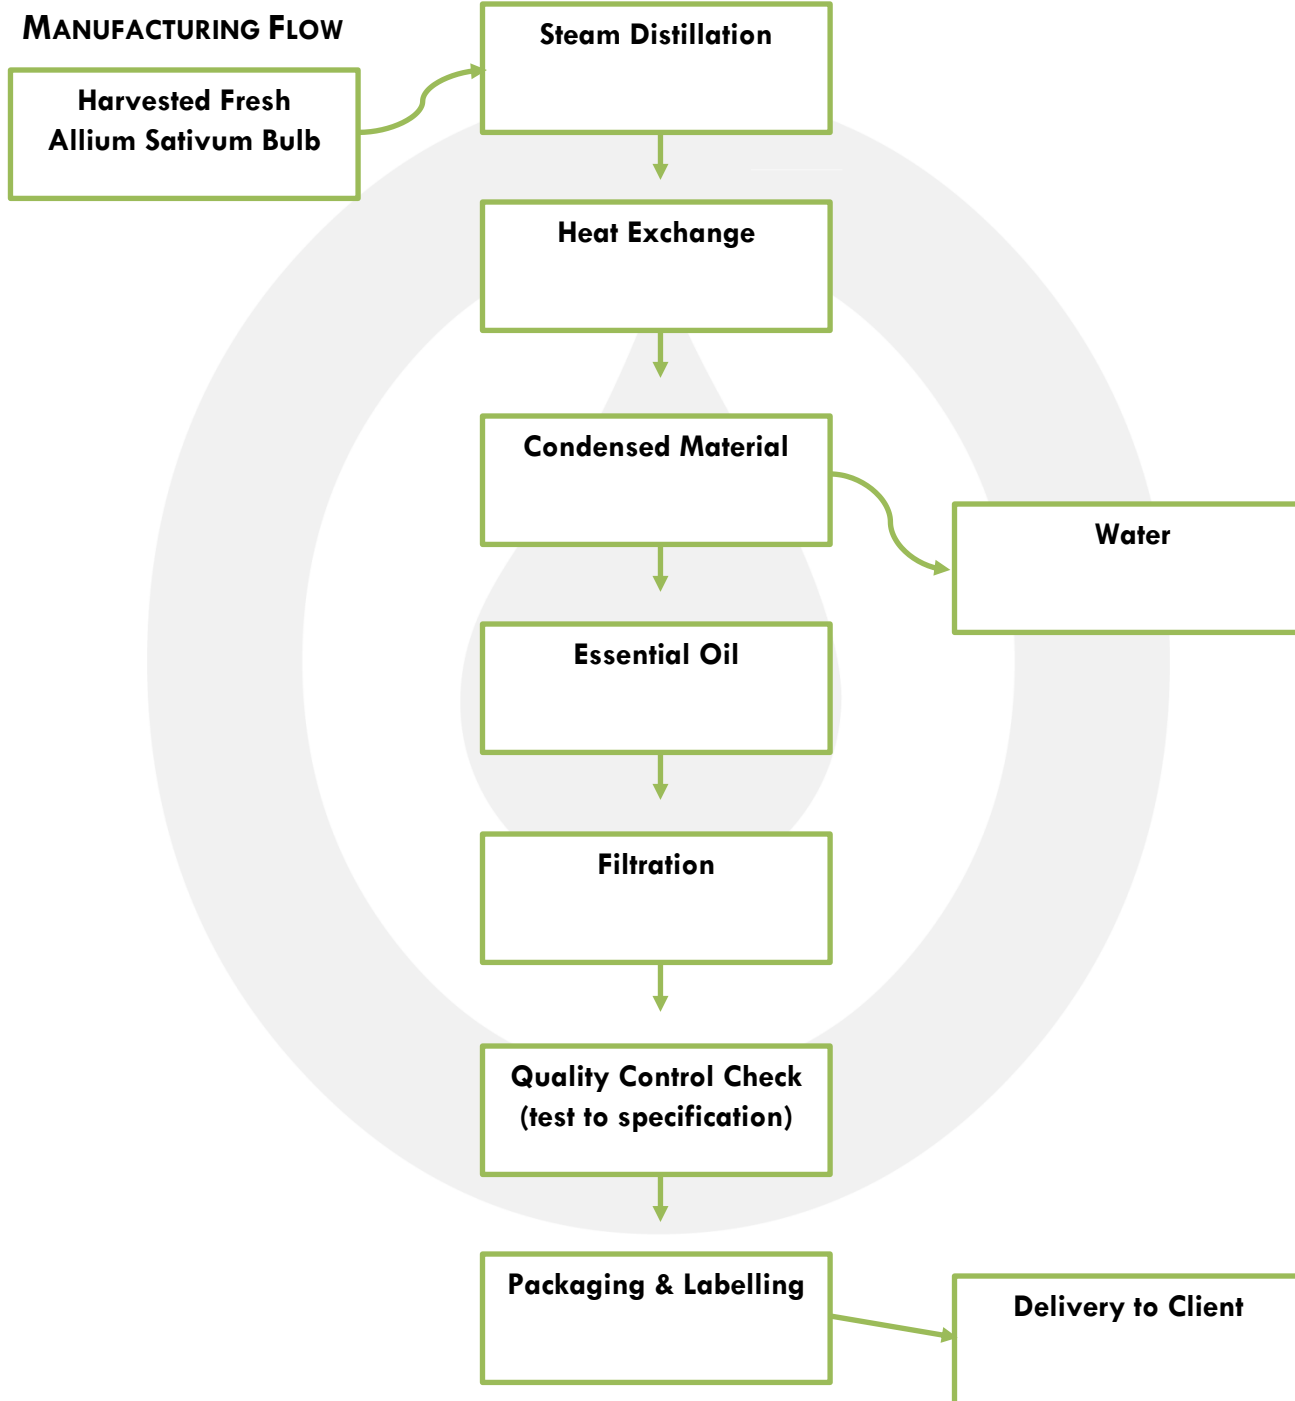 MANUFACTURING FLOW
Steam Distillation
Harvested Fresh
Allium Sativum Bulb
Heat Exchange
Condensed Material
Water
Essential Oil
Filtration
Quality Control Check
(test to specification)
Packaging & Labelling
Delivery to Client